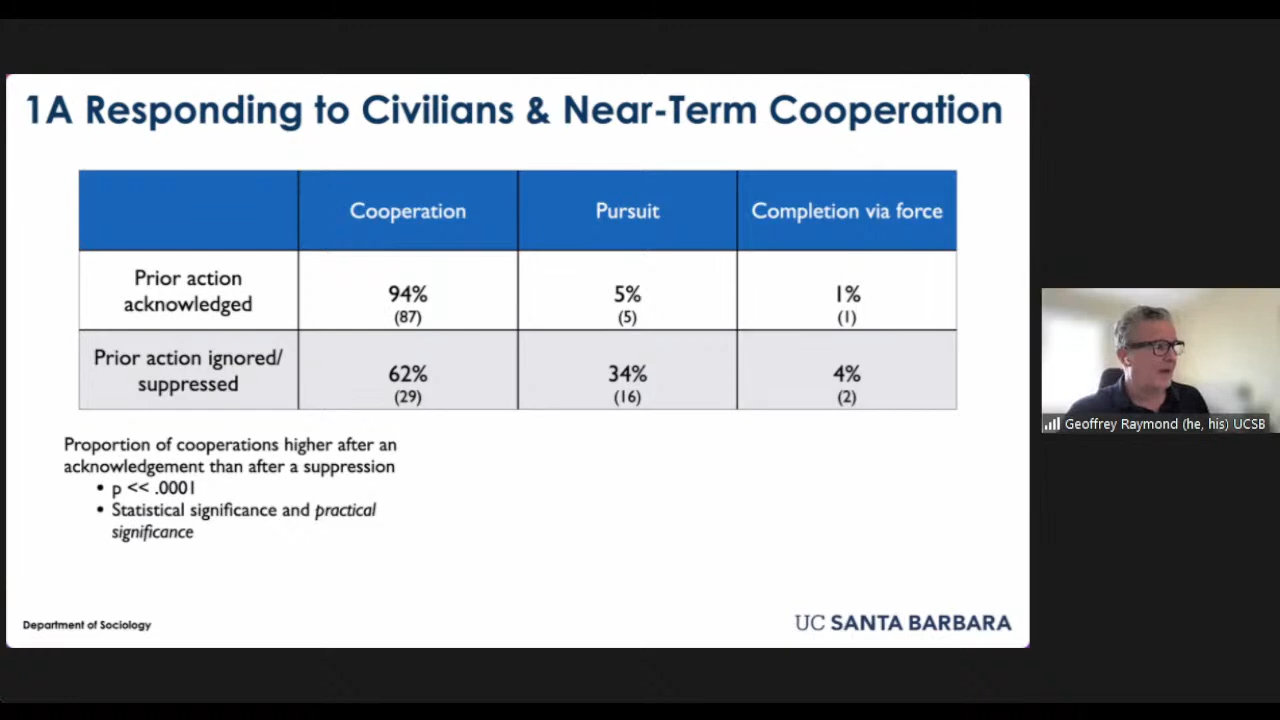 1A Responding to Civilians & Near-Term Cooperation
Cooperation
Pursuit
Completion via force
Prior action
acknowledged
94%
(87)
5%
(5)
1%
(1)
Prior action ignored/
suppressed
62%
(29)
34%
(16)
4%
(2)
Proportion of cooperations higher after an
acknowledgement than after a suppression
• p << .0001
• Statistical significance and practical
significance
Department of Sociology
UC SANTA BARBARA
Geoffrey Raymond (he, his) UCSB